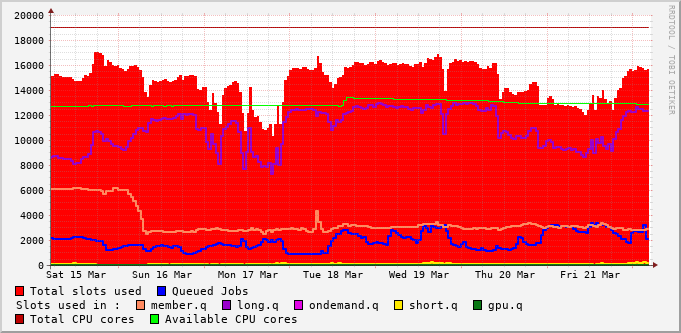 20000
18000
16000
14000
12000
10000
8000
6000
4000
2000
0
Sat 15 Mar Sun 16 Mar Mon 17 Mar Tue 18 Mar Wed 19 Mar Thu 20 Mar Fri 21 Mar
Total slots used Queued Jobs
Slots used in : member.q long.q ondemand.q short.q gpu.q
Total CPU cores Available CPU cores
RRDTOOL / TOBI OETIKER